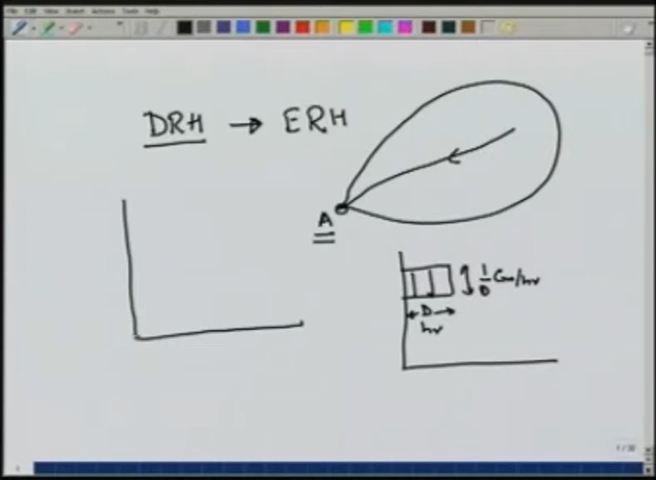 DRH → ERH
A
1/D Cm/hr
D
hr